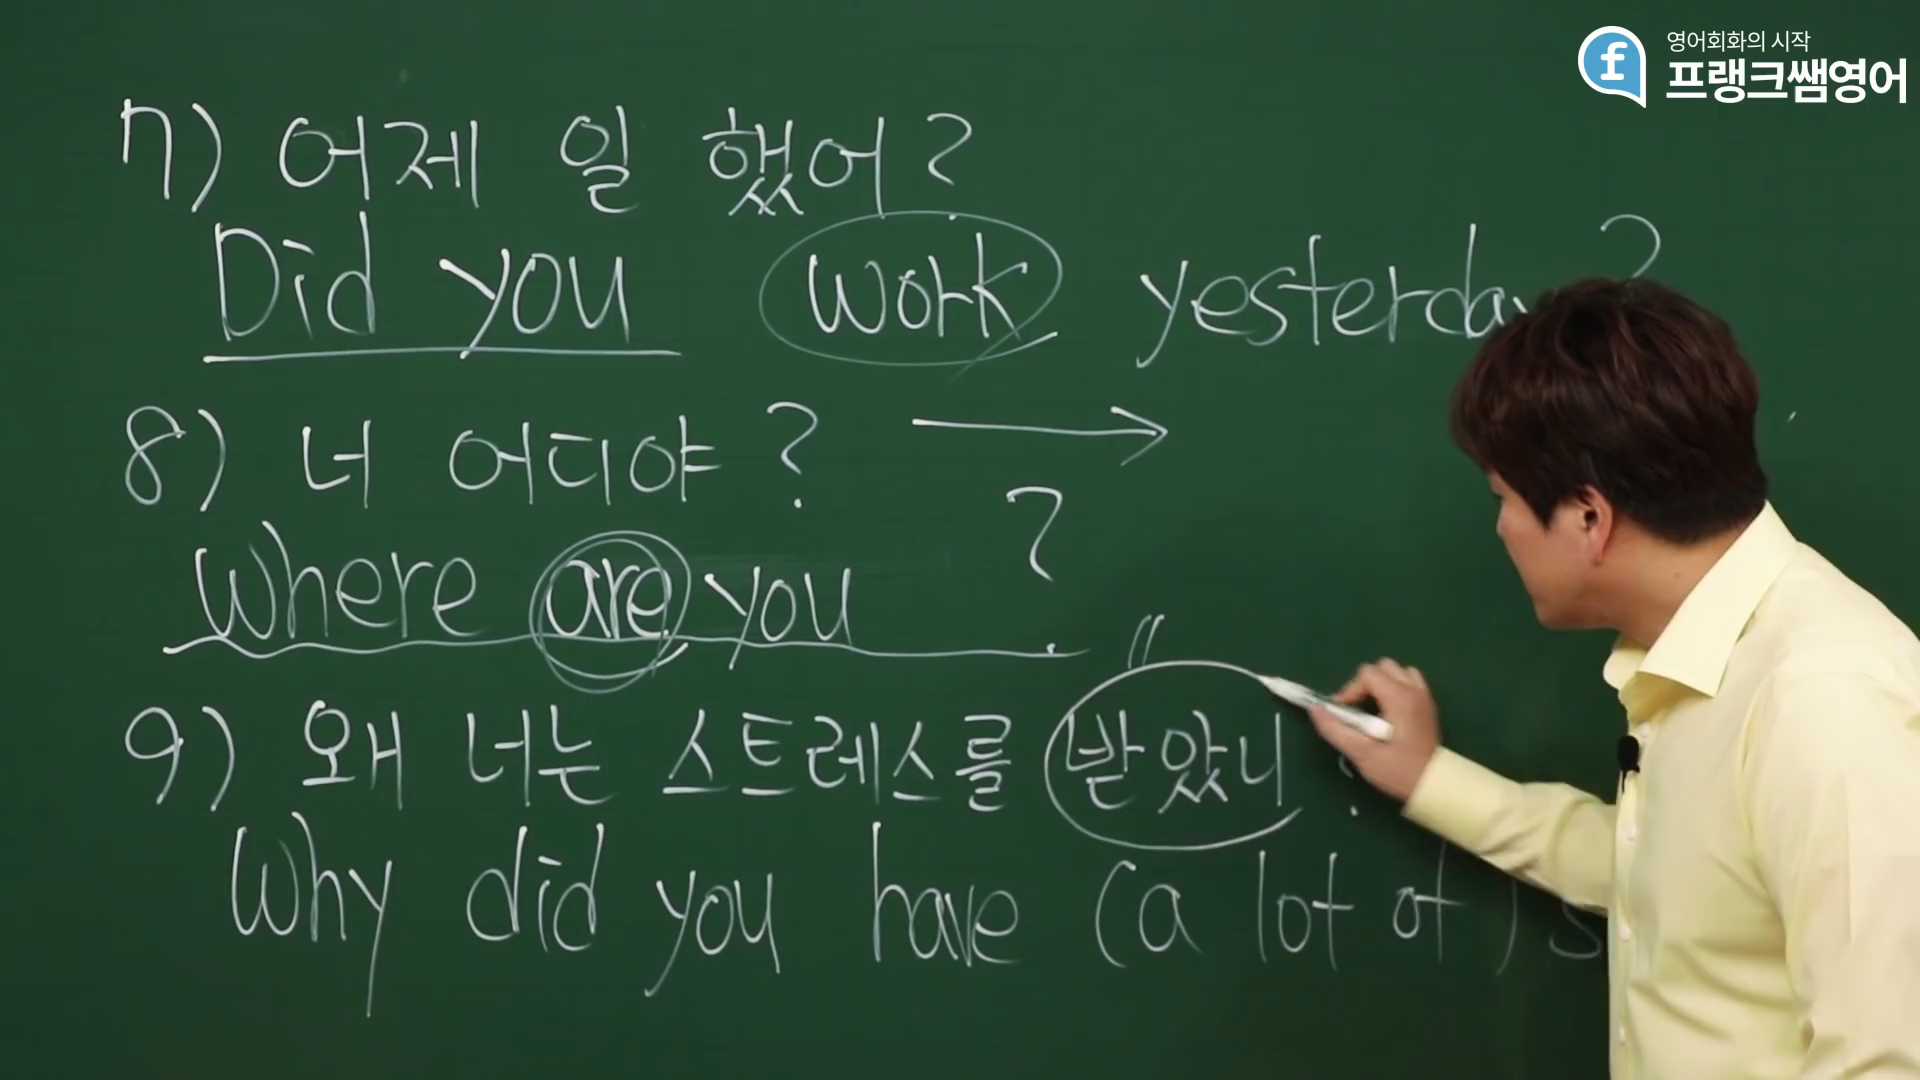 영어회화의 시작
프랭크쌤영어
7) 어제 일 했어?
Did you work yesterday?
8) 너 어디야? →
Where are you ?
9) 왜 너는 스트레스를 받았니 ?
Why did you have (a lot of) s